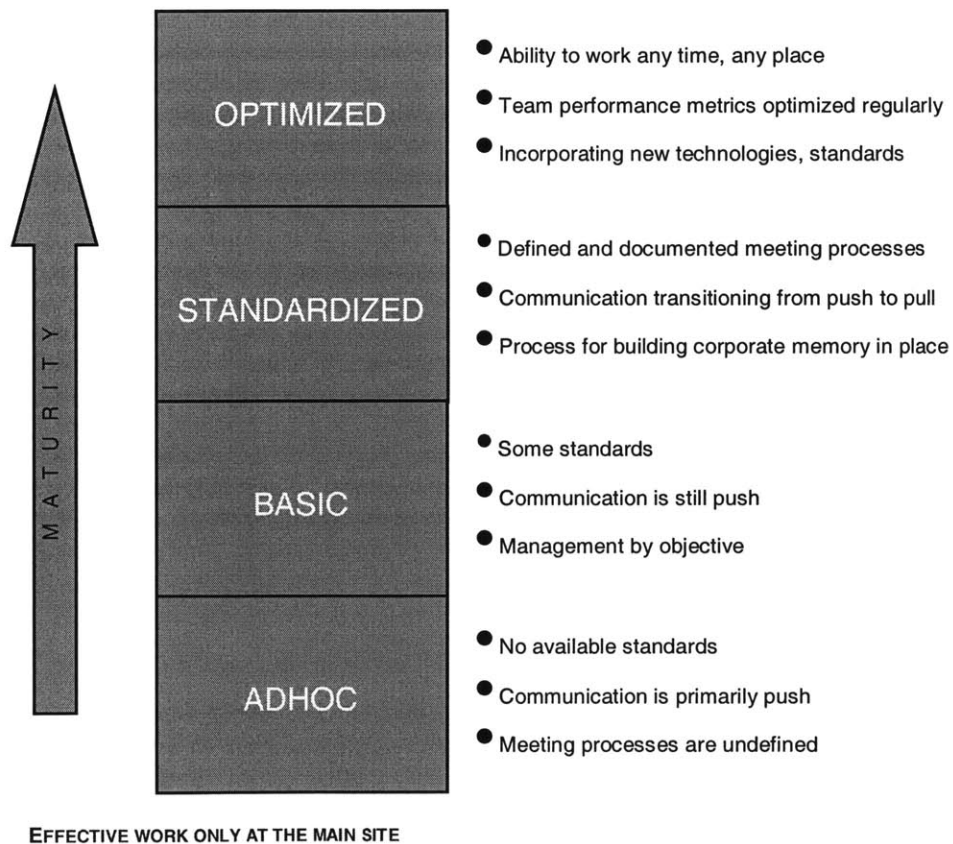 OPTIMIZED
● Ability to work any time, any place
● Team performance metrics optimized regularly
● Incorporating new technologies, standards
STANDARDIZED
● Defined and documented meeting processes
● Communication transitioning from push to pull
● Process for building corporate memory in place
BASIC
● Some standards
● Communication is still push
● Management by objective
ADHOC
● No available standards
● Communication is primarily push
● Meeting processes are undefined
MATURITY
EFFECTIVE WORK ONLY AT THE MAIN SITE